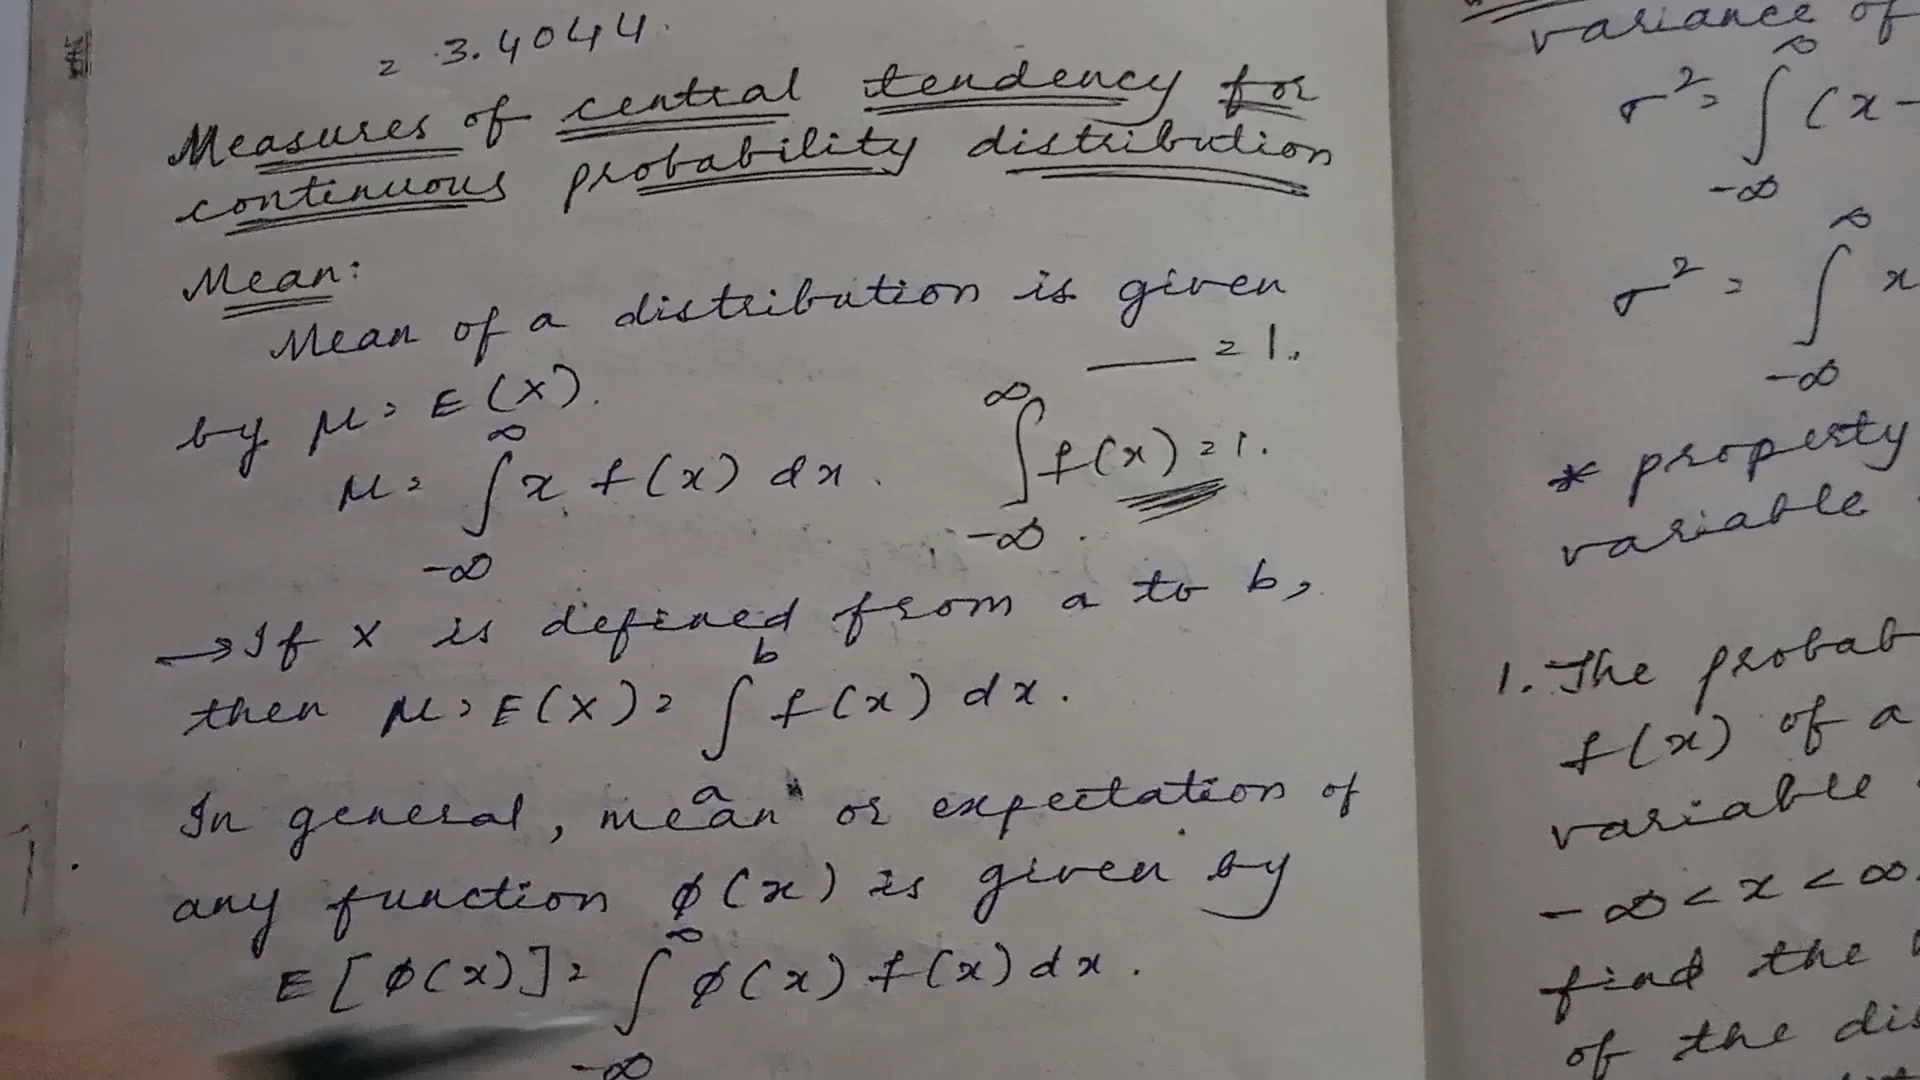 = 3.4044.
Measures of central tendency for
continuous probability distribution
Mean:
Mean of a distribution is given
by μ = E(X).
___ = 1.
μ = ∫_{-∞}^{∞} x f(x) dx.
∫_{-∞}^{∞} f(x) = 1.
→ If X is defined from a to b,
then μ = E(X) = ∫_{a}^{b} f(x) dx.
In general, mean or expectation of
any function φ(x) is given by
E[φ(x)] = ∫_{-∞}^{∞} φ(x) f(x) dx.
variance of
σ² = ∫_{-∞}^{∞} (x-
σ² = ∫_{-∞}^{∞} x
* property
variable
1. The probab
f(x) of a
variable
-∞ < x < ∞.
find the
of the dis